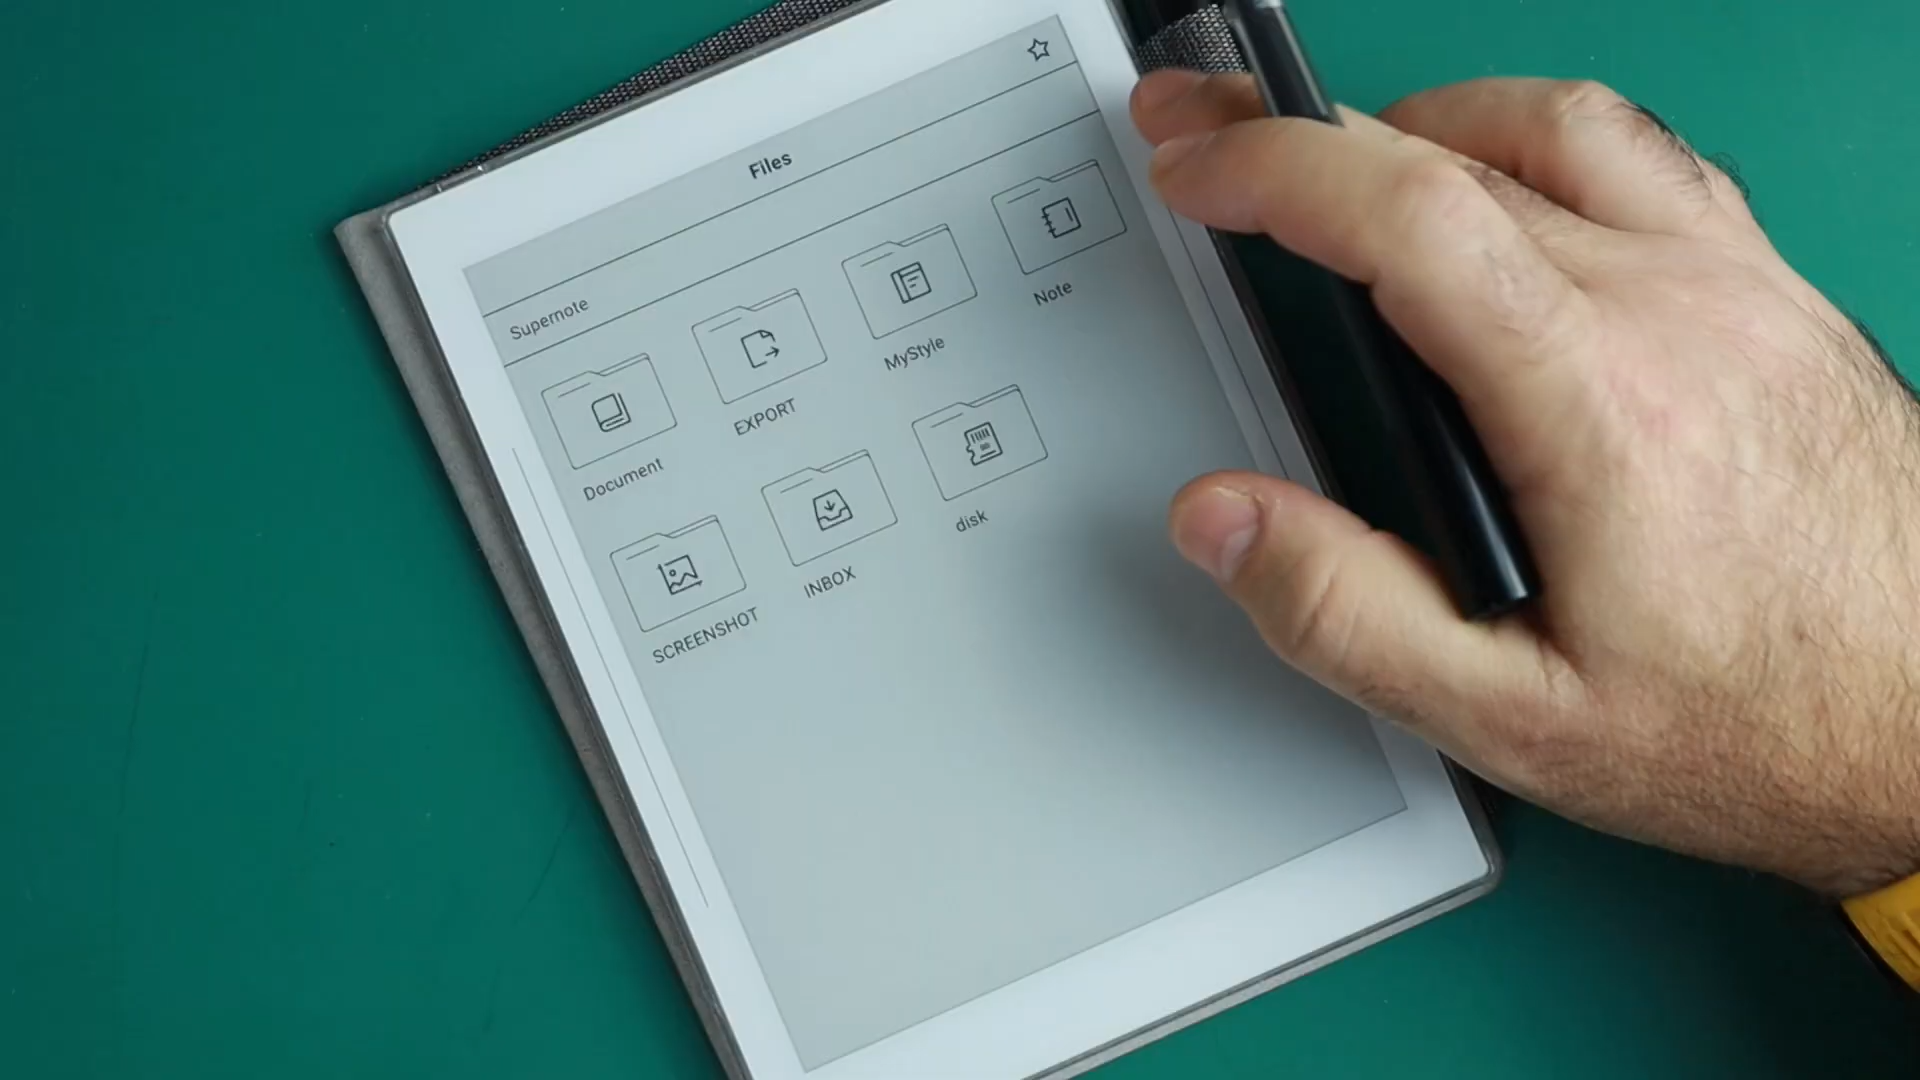 Files
Supernote
Document
EXPORT
MyStyle
Note
SCREENSHOT
INBOX
disk